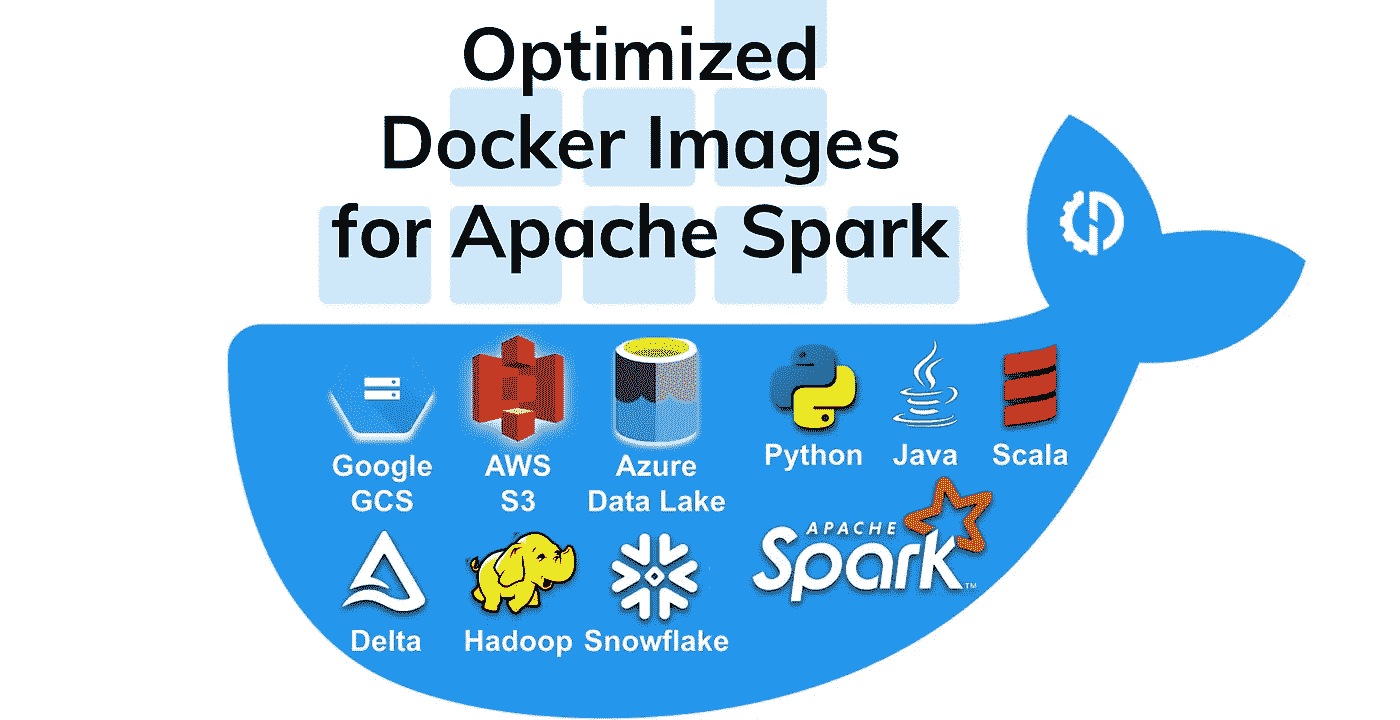 Optimized
Docker Images
for Apache Spark
Google
GCS
AWS
S3
Azure
Data Lake
Python
Java
Scala
Delta
Hadoop
Snowflake
APACHE
Spark™